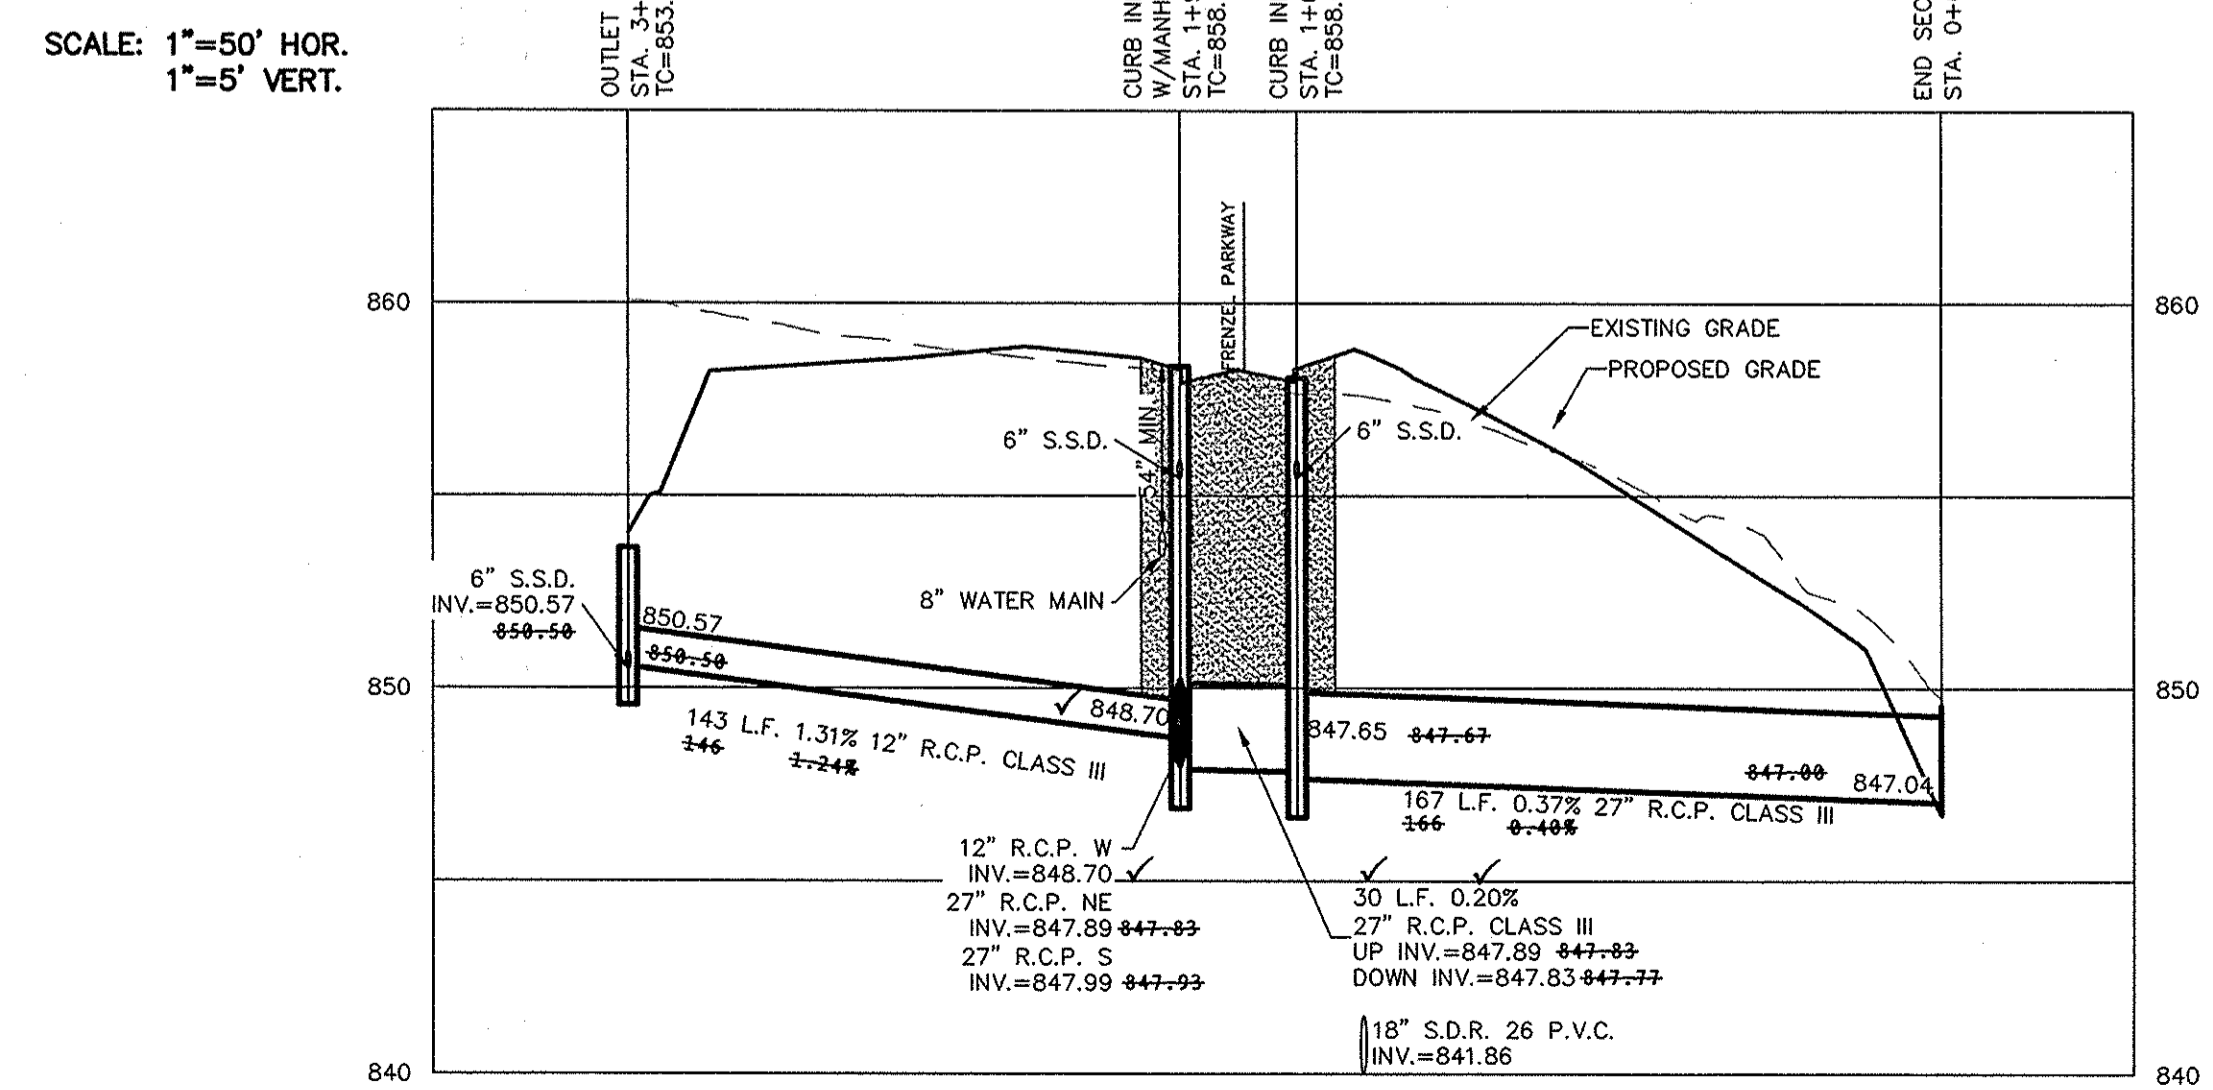 SCALE: 1"=50' HOR.
1"=5' VERT.
OUTLET
STA. 3+
TC=853.
CURB IN
W/MANH
STA. 1+9
TC=858.
CURB IN
STA. 1+
TC=858.
END SEC
STA. 0+
860
860
FRENZEL PARKWAY
EXISTING GRADE
PROPOSED GRADE
6" S.S.D.
6" S.S.D.
54" MIN.
8" WATER MAIN
6" S.S.D.
INV.=850.57
850.50
850.57
850.50
850
850
848.70
143 L.F. 1.31% 12" R.C.P. CLASS III
146 1.24%
847.65 847.67
847.00 847.04
167 L.F. 0.37% 27" R.C.P. CLASS III
166 0.40%
12" R.C.P. W
INV.=848.70
27" R.C.P. NE
INV.=847.89 847.83
27" R.C.P. S
INV.=847.99 847.93
30 L.F. 0.20%
27" R.C.P. CLASS III
UP INV.=847.89 847.83
DOWN INV.=847.83 847.77
18" S.D.R. 26 P.V.C.
INV.=841.86
840
840